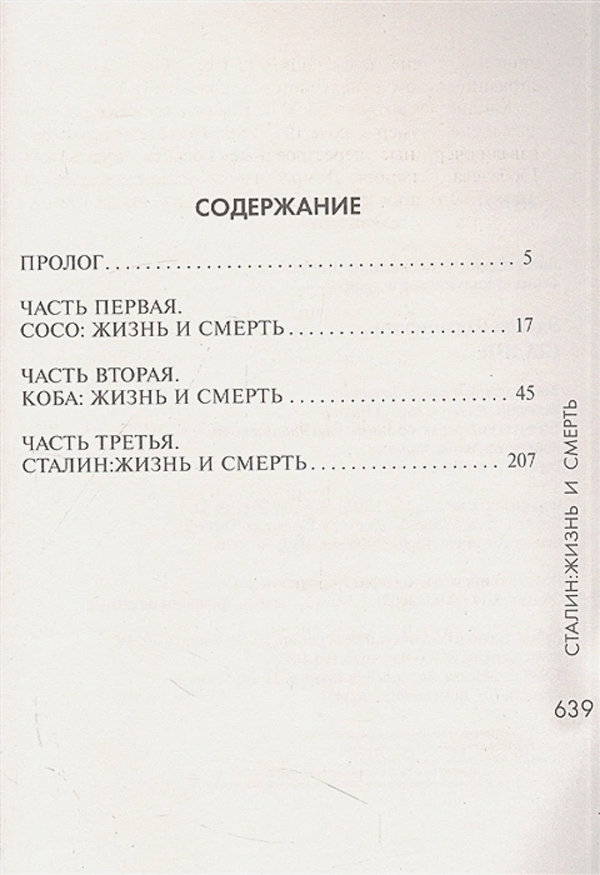 СОДЕРЖАНИЕ
ПРОЛОГ.......................................... 5
ЧАСТЬ ПЕРВАЯ.
СОСО: ЖИЗНЬ И СМЕРТЬ....................... 17
ЧАСТЬ ВТОРАЯ.
КОБА: ЖИЗНЬ И СМЕРТЬ....................... 45
ЧАСТЬ ТРЕТЬЯ.
СТАЛИН:ЖИЗНЬ И СМЕРТЬ................... 207
СТАЛИН:ЖИЗНЬ И СМЕРТЬ
639